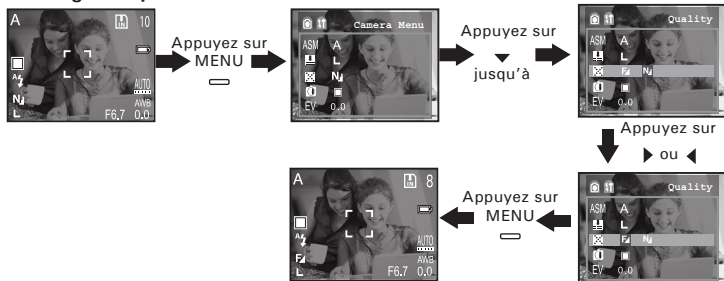 A 10
AUTO
AWB
N
L
F6.7 0.0
Appuyez sur
MENU
Camera Menu
ASM A
L
N
EV 0.0
Appuyez sur
jusqu'à
Quality
ASM A
L
F N
EV 0.0
Appuyez sur
ou
Quality
ASM A
L
F N
EV 0.0
Appuyez sur
MENU
A 8
AUTO
AWB
F
L
F6.7 0.0